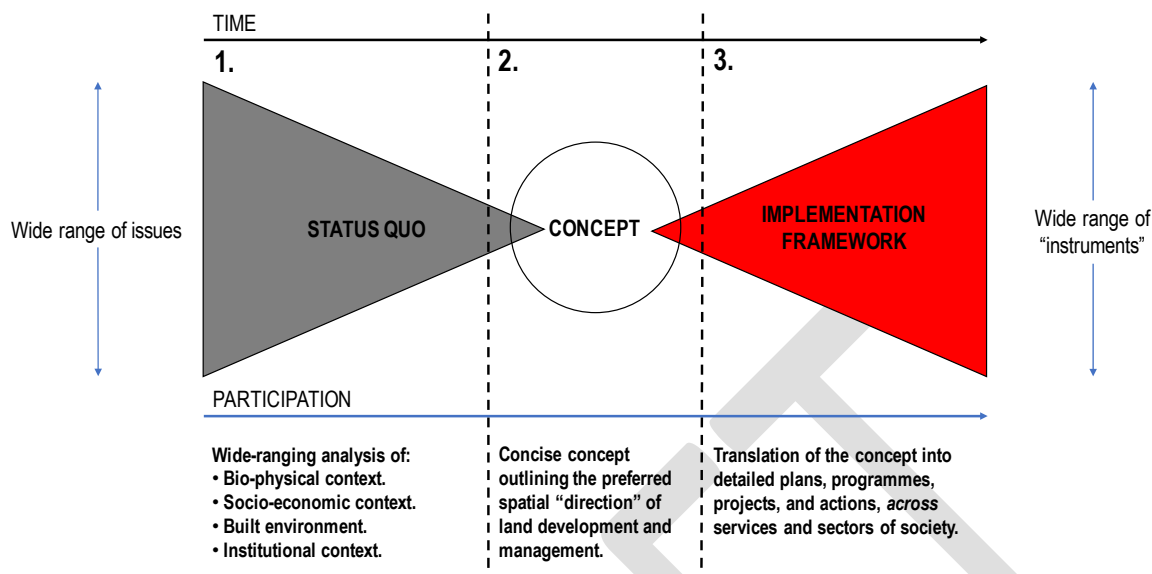 TIME
1.
2.
3.
Wide range of issues
STATUS QUO
CONCEPT
IMPLEMENTATION
FRAMEWORK
Wide range of
“instruments”
PARTICIPATION
Wide-ranging analysis of:
• Bio-physical context.
• Socio-economic context.
• Built environment.
• Institutional context.
Concise concept
outlining the preferred
spatial “direction” of
land development and
management.
Translation of the concept into
detailed plans, programmes,
projects, and actions, across
services and sectors of society.